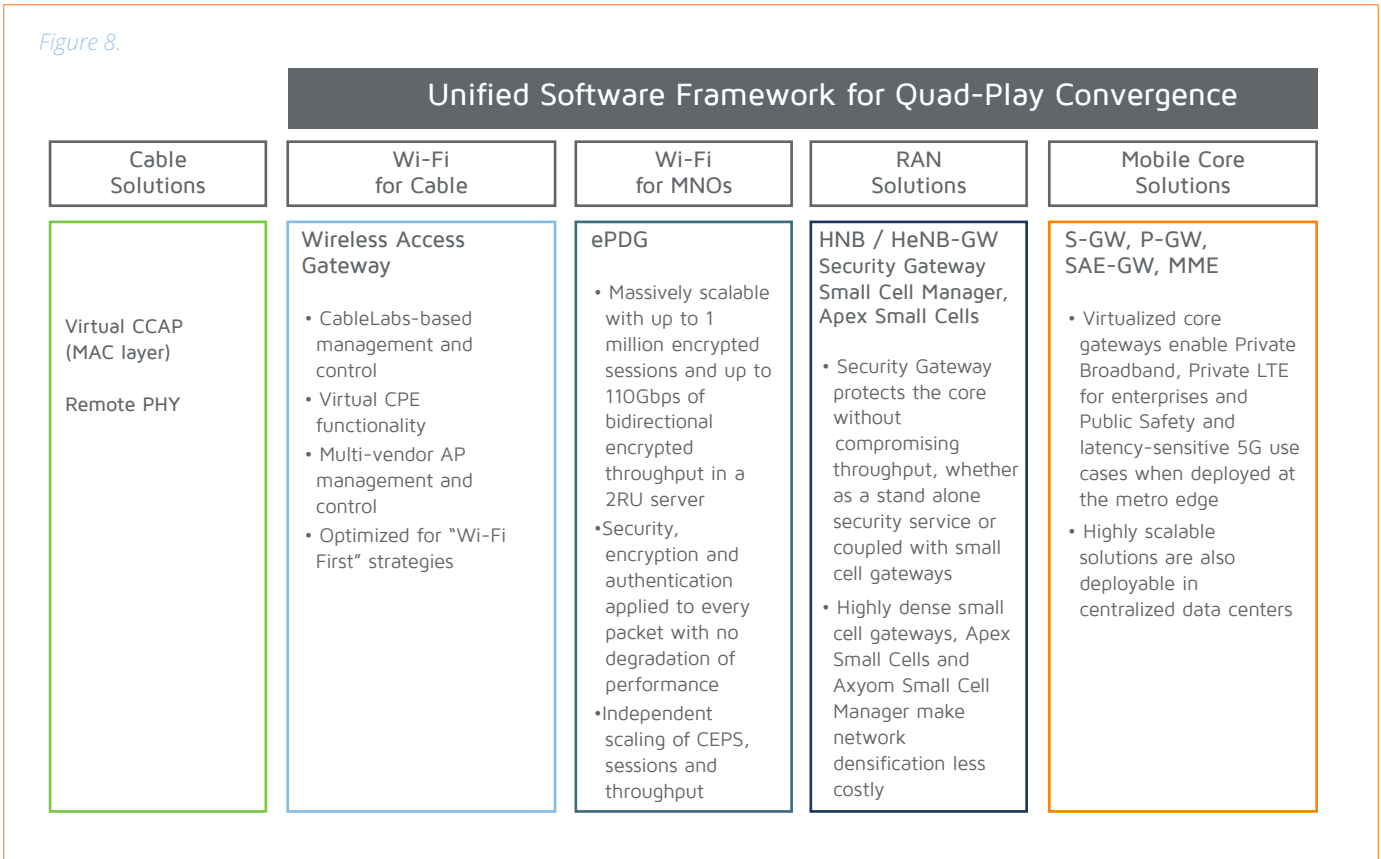 Figure 8.
Unified Software Framework for Quad-Play Convergence
Cable
Solutions
Virtual CCAP
(MAC layer)
Remote PHY
Wi-Fi
for Cable
Wireless Access
Gateway
• CableLabs-based
management and
control
• Virtual CPE
functionality
• Multi-vendor AP
management and
control
• Optimized for “Wi-Fi
First” strategies
Wi-Fi
for MNOs
ePDG
• Massively scalable
with up to 1
million encrypted
sessions and up to
110Gbps of
bidirectional
encrypted
throughput in a
2RU server
•Security,
encryption and
authentication
applied to every
packet with no
degradation of
performance
•Independent
scaling of CEPS,
sessions and
throughput
RAN
Solutions
HNB / HeNB-GW
Security Gateway
Small Cell Manager,
Apex Small Cells
• Security Gateway
protects the core
without
compromising
throughput, whether
as a stand alone
security service or
coupled with small
cell gateways
• Highly dense small
cell gateways, Apex
Small Cells and
Axyom Small Cell
Manager make
network
densification less
costly
Mobile Core
Solutions
S-GW, P-GW,
SAE-GW, MME
• Virtualized core
gateways enable Private
Broadband, Private LTE
for enterprises and
Public Safety and
latency-sensitive 5G use
cases when deployed at
the metro edge
• Highly scalable
solutions are also
deployable in
centralized data centers